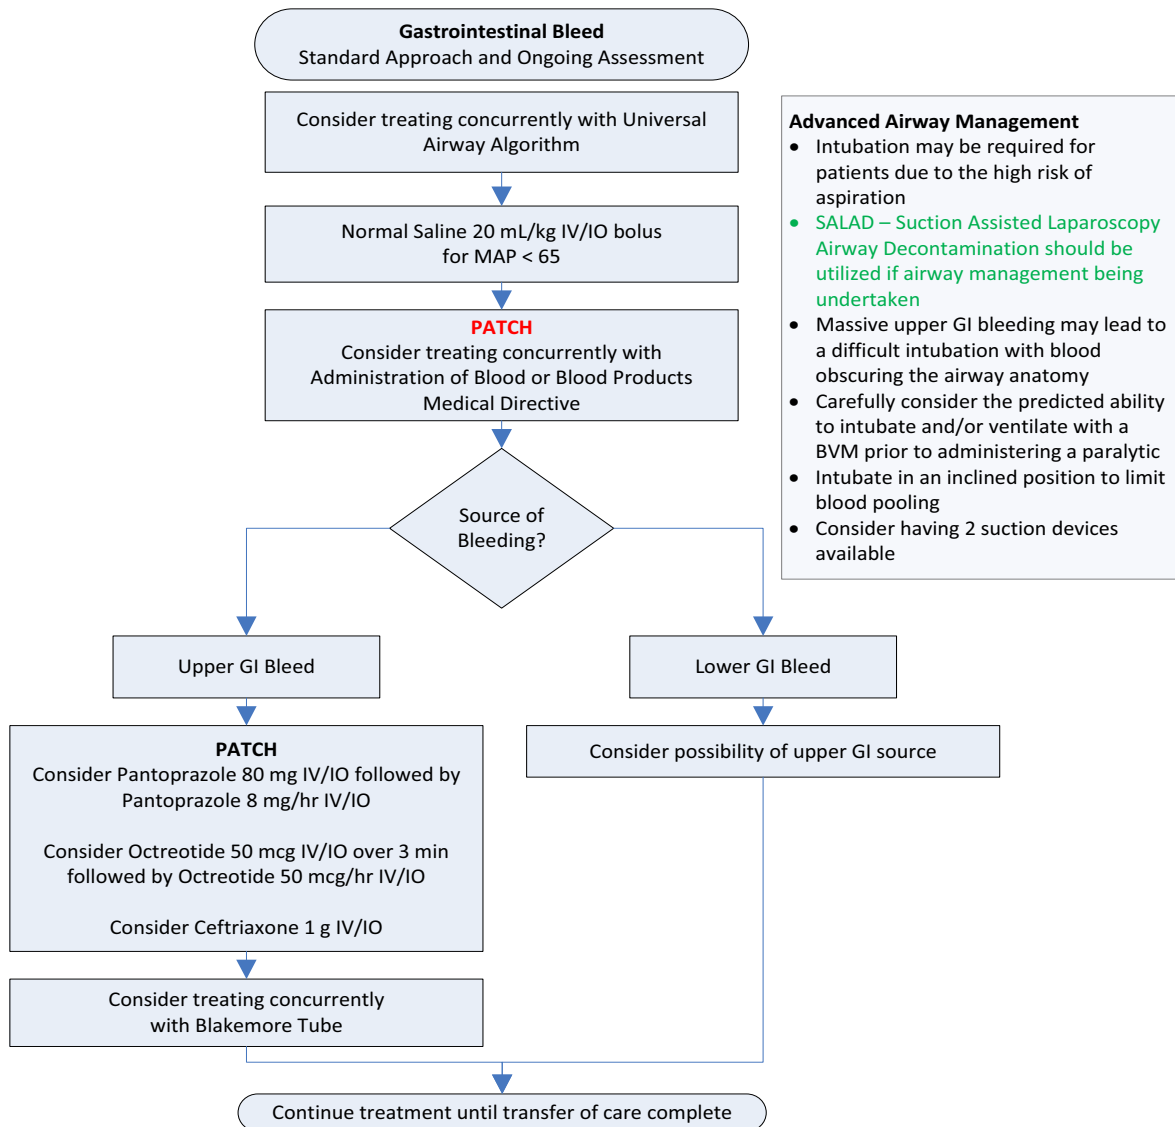 Gastrointestinal Bleed
Standard Approach and Ongoing Assessment
Consider treating concurrently with Universal
Airway Algorithm
Normal Saline 20 mL/kg IV/IO bolus
for MAP < 65
PATCH
Consider treating concurrently with
Administration of Blood or Blood Products
Medical Directive
Advanced Airway Management
• Intubation may be required for
patients due to the high risk of
aspiration
• SALAD – Suction Assisted Laparoscopy
Airway Decontamination should be
utilized if airway management being
undertaken
• Massive upper GI bleeding may lead to
a difficult intubation with blood
obscuring the airway anatomy
• Carefully consider the predicted ability
to intubate and/or ventilate with a
BVM prior to administering a paralytic
• Intubate in an inclined position to limit
blood pooling
• Consider having 2 suction devices
available
Source of
Bleeding?
Upper GI Bleed
Lower GI Bleed
PATCH
Consider Pantoprazole 80 mg IV/IO followed by
Pantoprazole 8 mg/hr IV/IO
Consider Octreotide 50 mcg IV/IO over 3 min
followed by Octreotide 50 mcg/hr IV/IO
Consider Ceftriaxone 1 g IV/IO
Consider possibility of upper GI source
Consider treating concurrently
with Blakemore Tube
Continue treatment until transfer of care complete